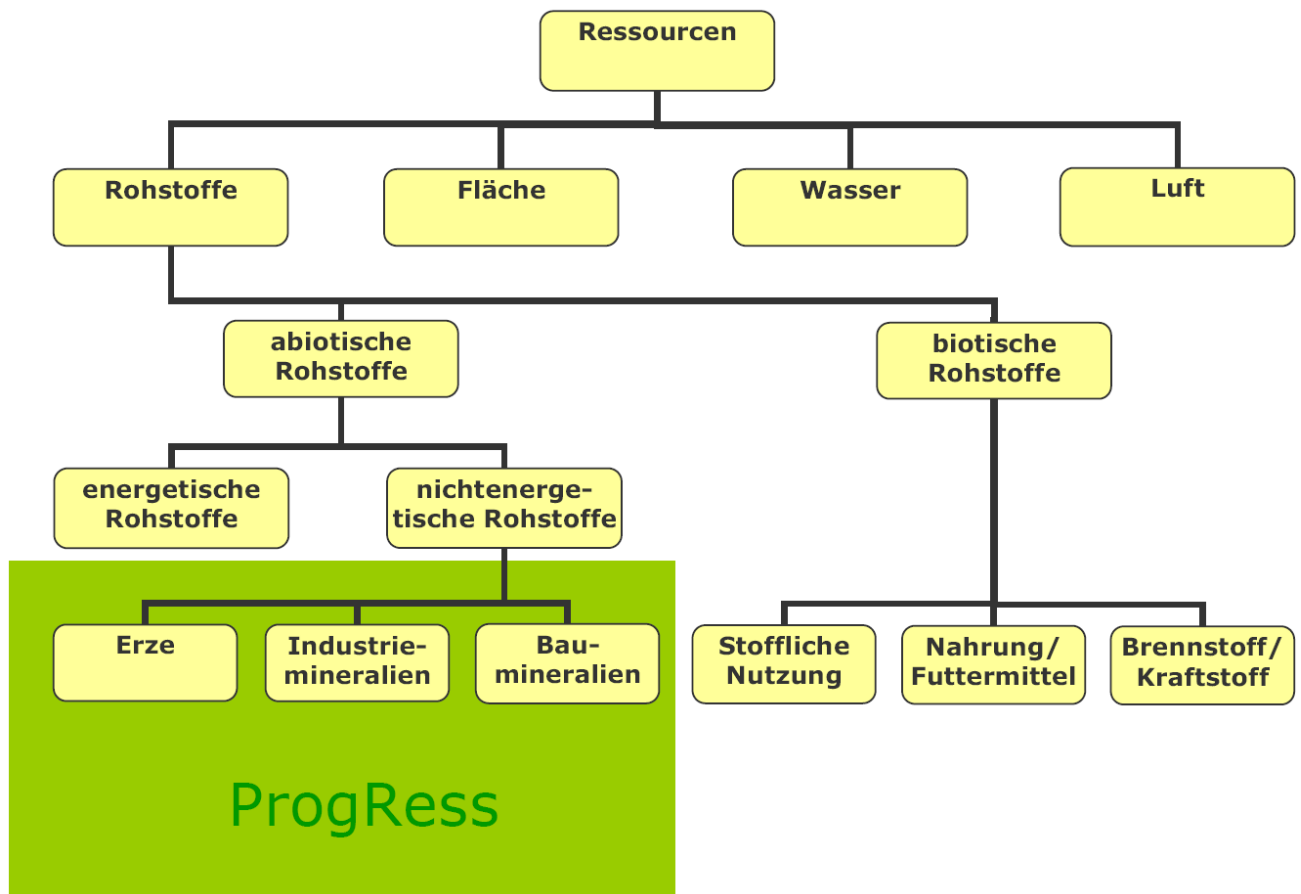 Ressourcen
Rohstoffe
Fläche
Wasser
Luft
abiotische
Rohstoffe
biotische
Rohstoffe
energetische
Rohstoffe
nichtenerge-
tische Rohstoffe
Erze
Industrie-
mineralien
Bau-
mineralien
Stoffliche
Nutzung
Nahrung/
Futtermittel
Brennstoff/
Kraftstoff
ProgRess